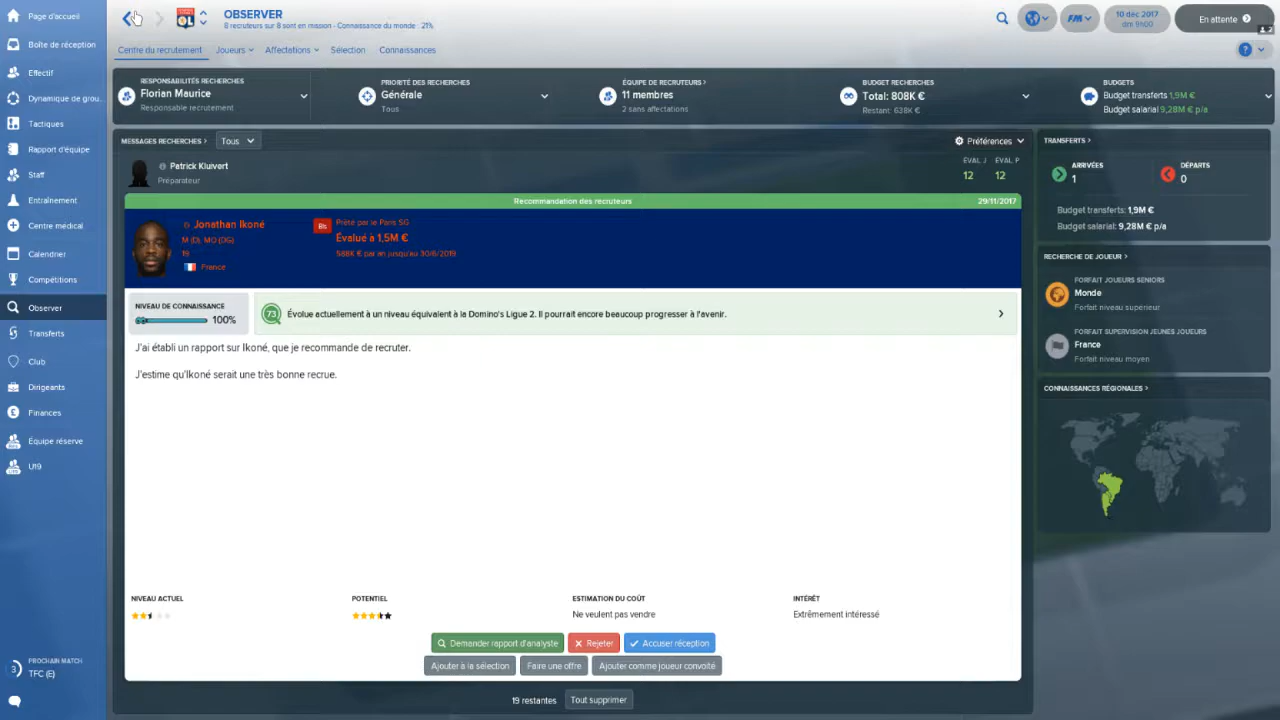 Page d'accueil
Boîte de réception
Effectif
Dynamique de grou...
Tactiques
Rapport d'équipe
Staff
Entraînement
Centre médical
Calendrier
Compétitions
Observer
Transferts
Club
Dirigeants
Finances
Équipe réserve
U19
3
PROCHAIN MATCH
TFC (E)
OBSERVER
8 recruteurs sur 8 sont en mission - Connaissance du monde : 21%
FM
10 déc 2017
dim 9h00
En attente
2
Centre du recrutement
Joueurs
Affectations
Sélection
Connaissances
?
RESPONSABILITÉS RECHERCHES
Florian Maurice
Responsable recrutement
PRIORITÉ DES RECHERCHES
Générale
Tous
ÉQUIPE DE RECRUTEURS >
11 membres
2 sans affectations
BUDGET RECHERCHES
Total: 808K €
Restant: 638K €
BUDGETS
Budget transferts 1,9M €
Budget salarial 9,28M € p/a
MESSAGES RECHERCHES >
Tous
Préférences
Patrick Kluivert
Préparateur
ÉVAL J
12
ÉVAL P
12
Recommandation des recruteurs
29/11/2017
Jonathan Ikoné
M (D), MO (DG)
19
France
Bls
Prêté par le Paris SG
Évalué à 1,5M €
588K € par an jusqu'au 30/6/2019
NIVEAU DE CONNAISSANCE
100%
73
Évolue actuellement à un niveau équivalent à la Domino's Ligue 2. Il pourrait encore beaucoup progresser à l'avenir.
J'ai établi un rapport sur Ikoné, que je recommande de recruter.
J'estime qu'Ikoné serait une très bonne recrue.
NIVEAU ACTUEL
POTENTIEL
ESTIMATION DU COÛT
Ne veulent pas vendre
INTÉRÊT
Extrêmement intéressé
Demander rapport d'analyste
Rejeter
Accuser réception
Ajouter à la sélection
Faire une offre
Ajouter comme joueur convoité
19 restantes
Tout supprimer
TRANSFERTS >
ARRIVÉES
1
DÉPARTS
0
Budget transferts: 1,9M €
Budget salarial: 9,28M € p/a
RECHERCHE DE JOUEUR >
FORFAIT JOUEURS SENIORS
Monde
Forfait niveau supérieur
FORFAIT SUPERVISION JEUNES JOUEURS
France
Forfait niveau moyen
CONNAISSANCES RÉGIONALES >